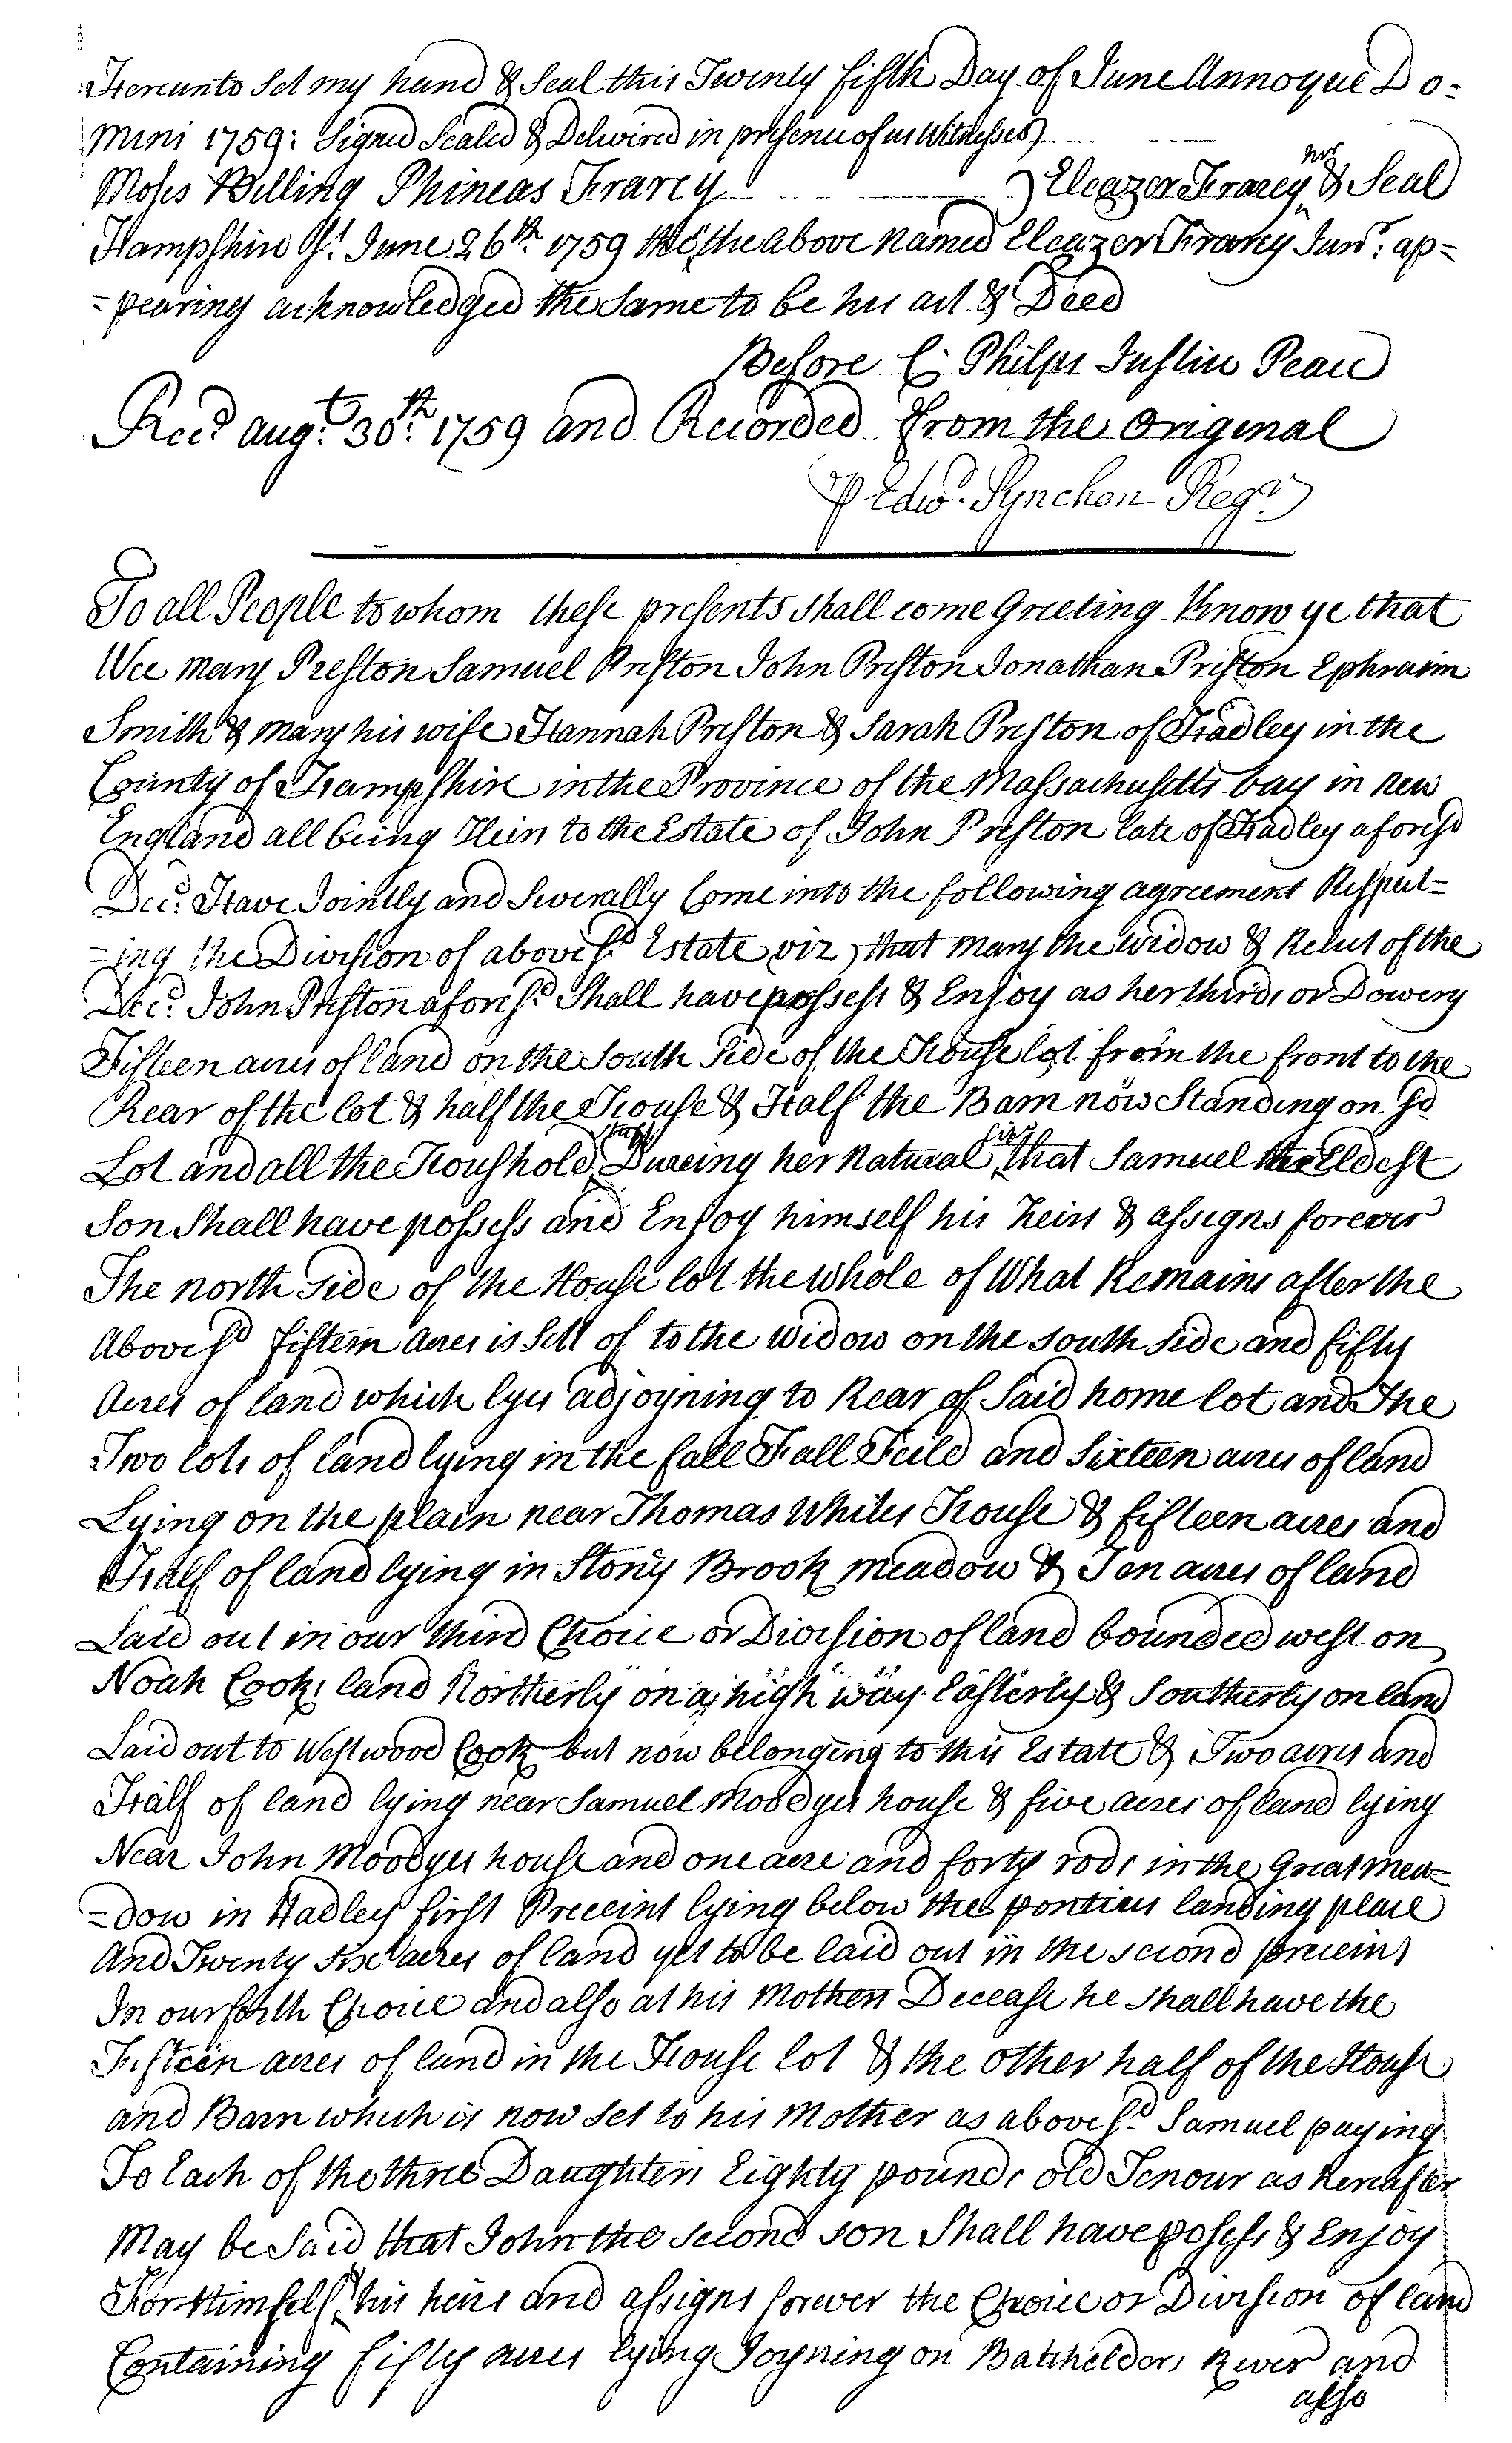 Hereunto set my hand & Seal this Twenty fifth Day of June Annoque Do=
mini 1759: Signed Sealed & Delivired in presence of us Witnesses)
Moses Billing Phineas Frarey ) Eleazer Frarey Junr & Seal
Hampshire Ss. June 26th. 1759 the above Named Eleazer Frarey Junr: ap=
=pearing acknowledged the Same to be his act & Deed
Before E: Phelps Justice Peace
Recd. augt. 30th. 1759 and Recorded from the Original
P Edwd. Pynchon Regr.
To all People to whom these presents shall come Greeting Know ye that
Wee Mary Preston Samuel Preston John Preston Jonathan Preston Ephraim
Smith & Mary his wife Hannah Preston & Sarah Preston of Hadley in the
County of Hampshire in the Province of the Massachusetts bay in New
England all being Heirs to the Estate of John Preston late of Hadley aforesd
Decd. Have Jointly and Severally Come into the following agreement Respect=
=ing the Division of abovesd. Estate viz, that Mary the Widow & Relict of the
Decd. John Preston aforesd. Shall have possess & Enjoy as her thirds or Dowery
Fifteen acres of land on the South Side of the House lot from the front to the
Rear of the lot & half the House & Half the Barn now Standing on sd
Lot and all the Houshold stuff Dureing her Natural life that Samuel the Eldest
Son Shall have possess and Enjoy himself his heirs & assigns forever
The north Side of the House lot the whole of What Remains after the
Abovesd fifteen Acres is Sett of to the Widow on the South side and fifty
Acres of land which lyes adjoyning to Rear of Said home lot and The
Two lots of land lying in the fall Fall Feild and Sixteen acres of land
Lying on the plain near Thomas Whites House & fifteen acres and
Half of land lying in Stony Brook meadow & Ten acres of land
Laid out in our third Choice or Division of land bounded west on
Noah Cooks land Northerly on a high way Easterly & Southerly on land
Laid out to Westwood Cook but now belonging to this Estate & Two acres and
Half of land lying near Samuel Moodyes house & five acres of land lying
Near John Moodyes house and one acre and forty rods in the Great Mea=
=dow in Hadley first Precinct lying below the landing place
And Twenty six acres of land yet to be laid out in the second precinct
In our forth Choice and also at his Mothers Decease he shall have the
Fifteen acres of land in the House lot & the other half of the House
and Barn which is now Set to his Mother as abovesd. Samuel paying
To Each of the three Daughters Eighty pounds old Tenour as hereafter
May be Said that John the second son Shall have posess & Enjoy
For Himself his heirs and assigns forever the Choice or Division of land
Containing fifty acres lying Joyning on Batchelders River and
also